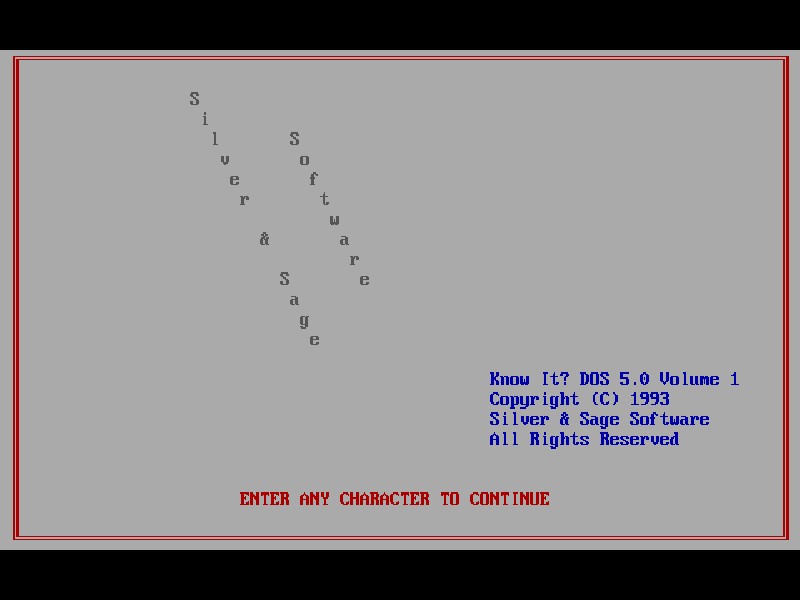 Silver & Sage
Software
Know It? DOS 5.0 Volume 1
Copyright (C) 1993
Silver & Sage Software
All Rights Reserved
ENTER ANY CHARACTER TO CONTINUE